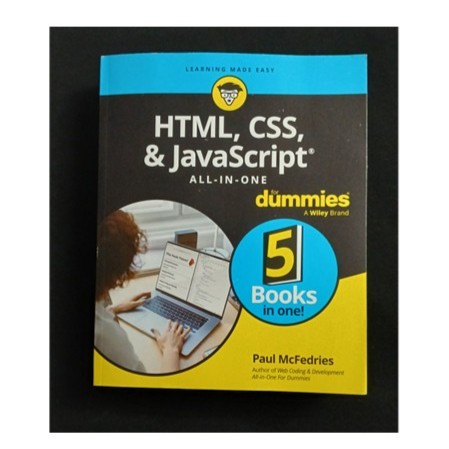 LEARNING MADE EASY
HTML, CSS,
& JavaScript®
ALL-IN-ONE
for
dummies®
A Wiley Brand
5
Books
in one!
Paul McFedries
Author of Web Coding & Development
All-in-One For Dummies